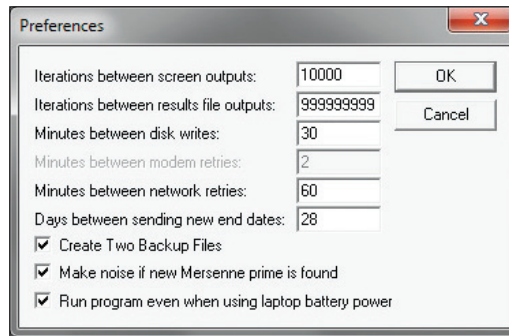 Preferences
Iterations between screen outputs: 10000 OK
Iterations between results file outputs: 999999999
Cancel
Minutes between disk writes: 30
Minutes between modem retries: 2
Minutes between network retries: 60
Days between sending new end dates: 28
Create Two Backup Files
Make noise if new Mersenne prime is found
Run program even when using laptop battery power